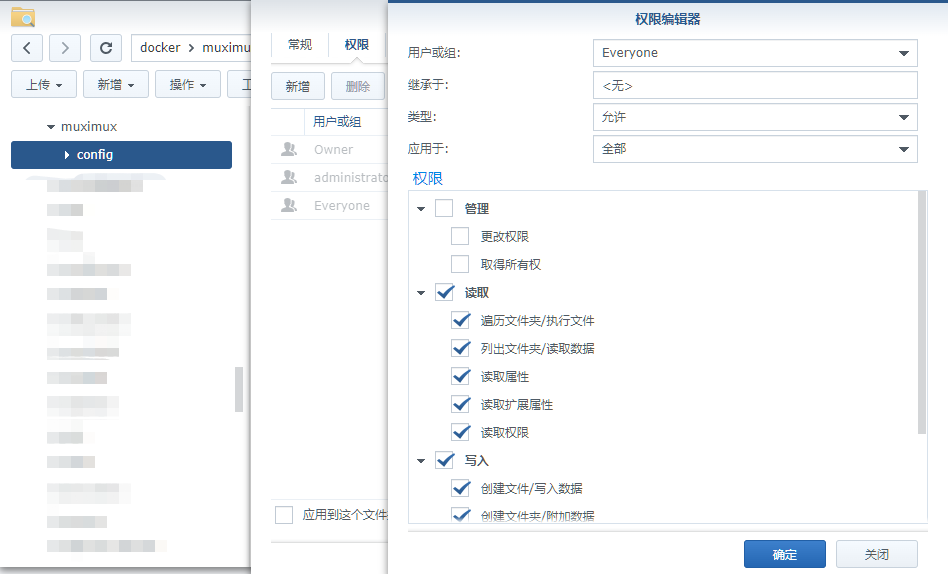 docker > muximu
上传 新增 操作 工
muximux
config
常规 权限
新增 删除
用户或组
Owner
administrato
Everyone
应用到这个文件
权限编辑器
用户或组: Everyone
继承于: <无>
类型: 允许
应用于: 全部
权限
管理
更改权限
取得所有权
读取
遍历文件夹/执行文件
列出文件夹/读取数据
读取属性
读取扩展属性
读取权限
写入
创建文件/写入数据
创建文件夹/附加数据
确定 关闭